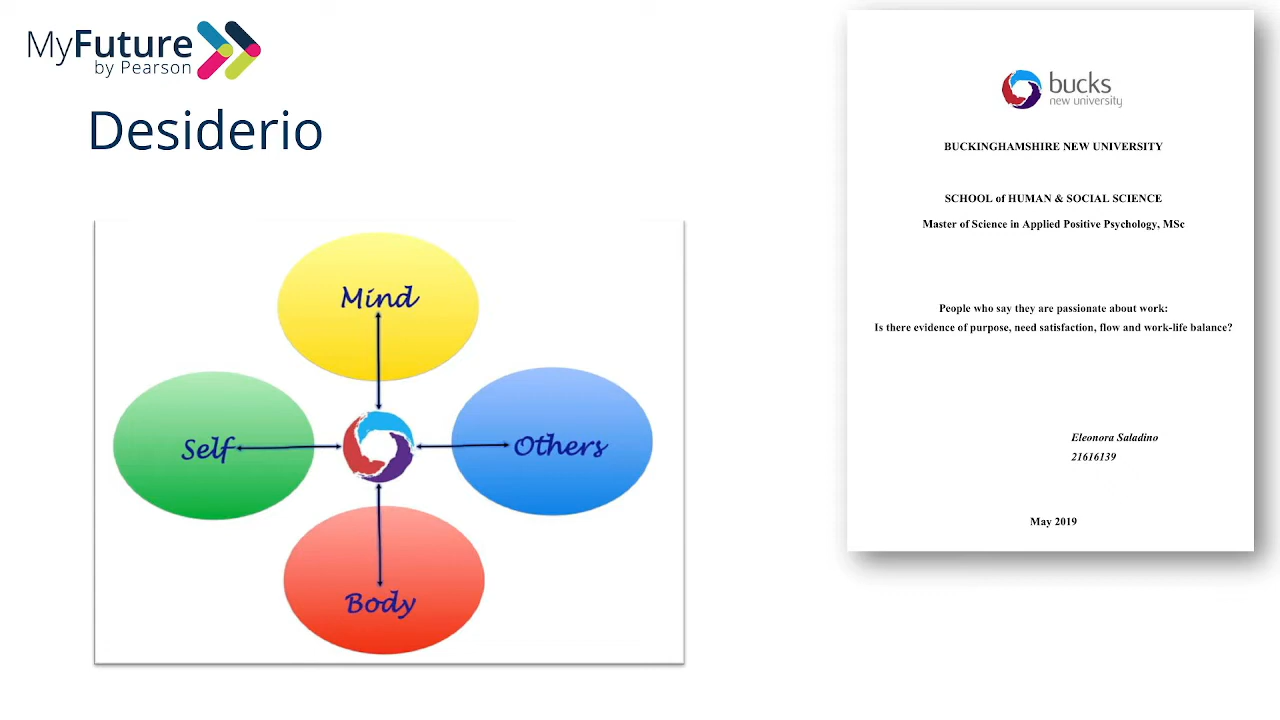 MyFuture
by Pearson
Desiderio
Mind
Self
Others
Body
bucks
new university
BUCKINGHAMSHIRE NEW UNIVERSITY
SCHOOL of HUMAN & SOCIAL SCIENCE
Master of Science in Applied Positive Psychology, MSc
People who say they are passionate about work:
Is there evidence of purpose, need satisfaction, flow and work-life balance?
Eleonora Saladino
21616139
May 2019